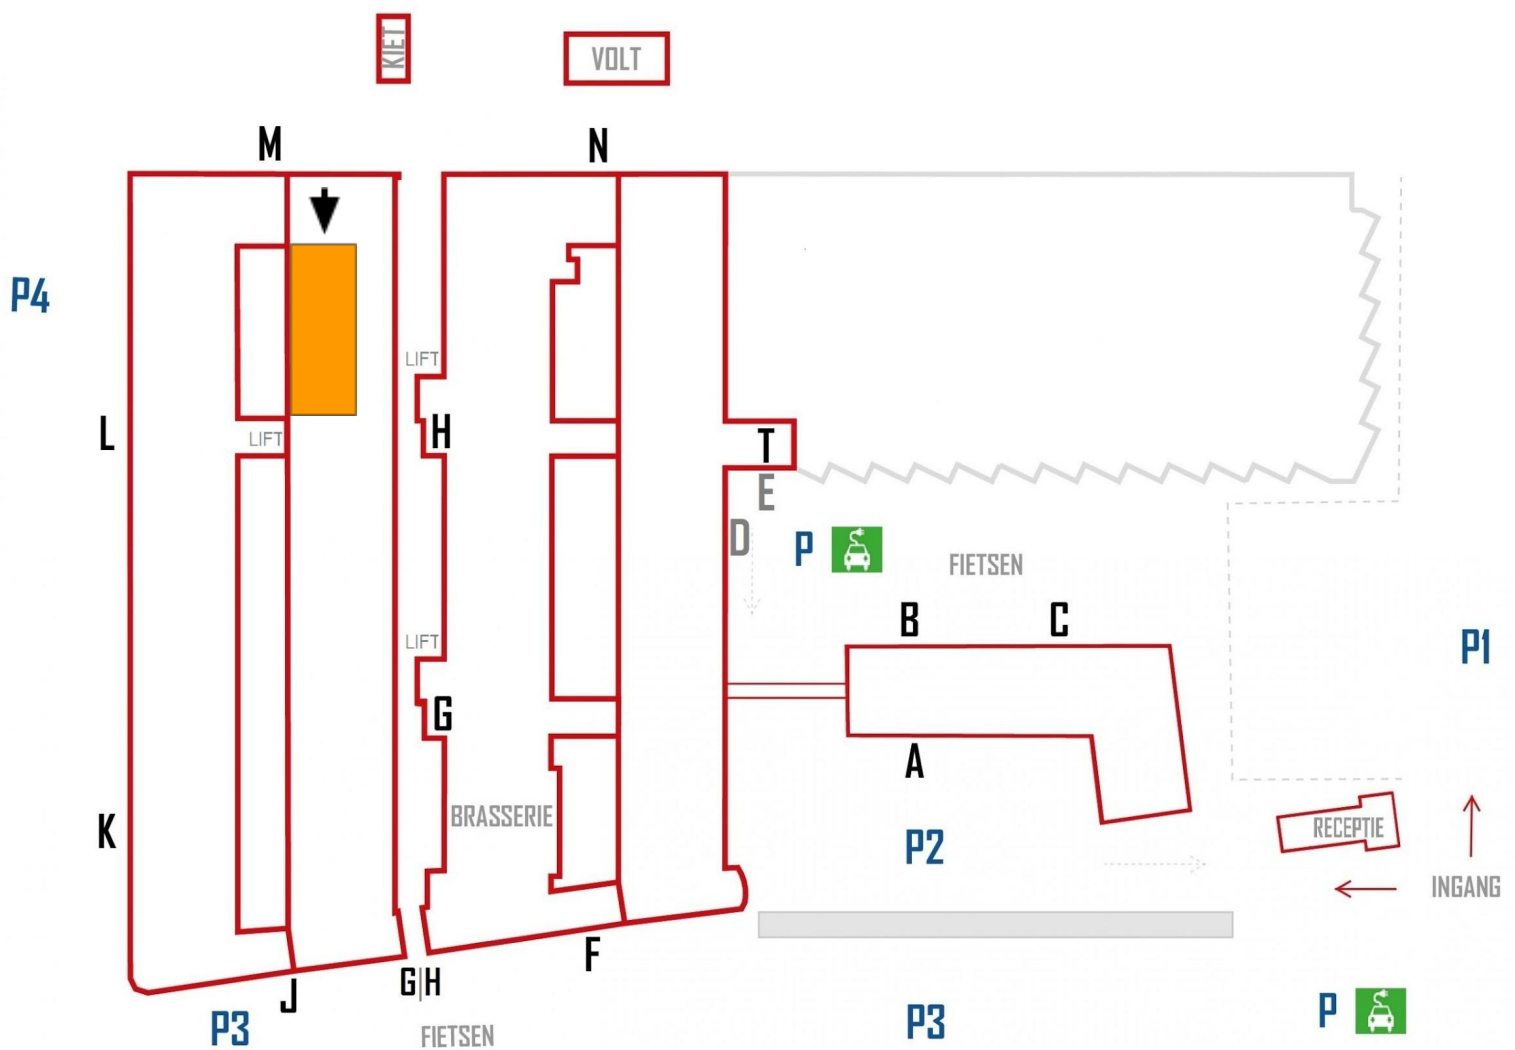 KIET
VOLT
M
N
P4
LIFT
L
H
LIFT
T
E
D
P
FIETSEN
B
C
LIFT
P1
G
A
BRASSERIE
K
P2
RECEPTIE
INGANG
F
G|H
J
P3
FIETSEN
P3
P